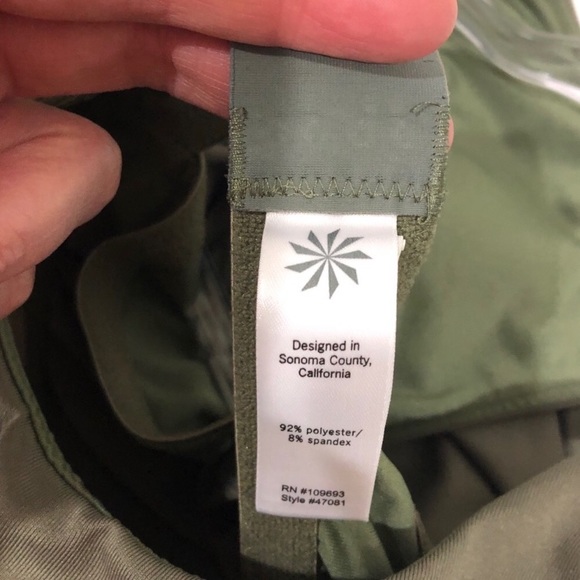 Designed in
Sonoma County,
California
92% polyester/
8% spandex
RN #109693
Style #47081